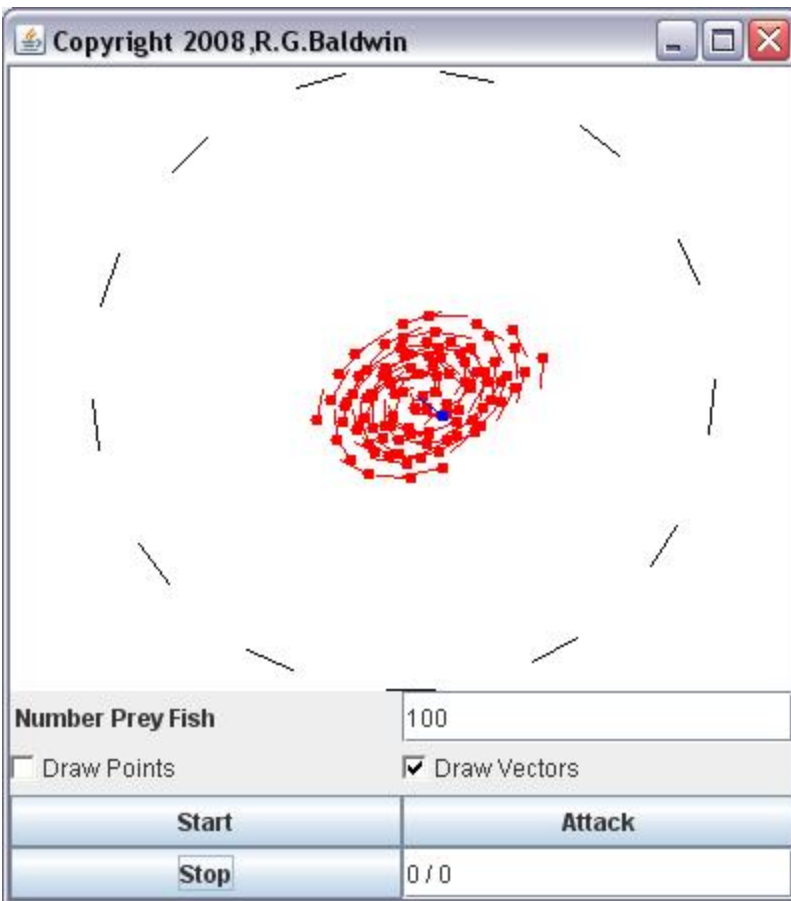 Copyright 2008,R.G.Baldwin
Number Prey Fish 100
Draw Points Draw Vectors
Start Attack
Stop 0 / 0